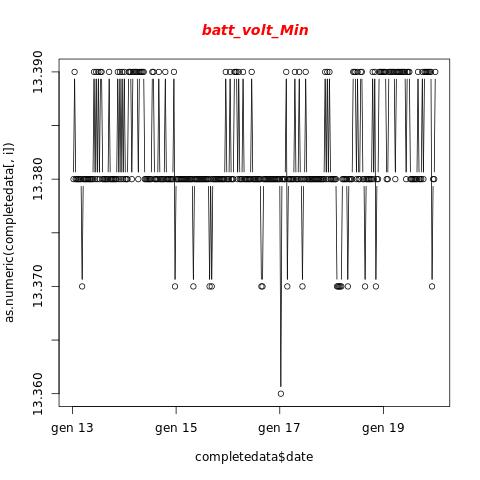 batt_volt_Min
as.numeric(completedata[, i])
13.390
13.380
13.370
13.360
gen 13
gen 15
gen 17
gen 19
completedata$date